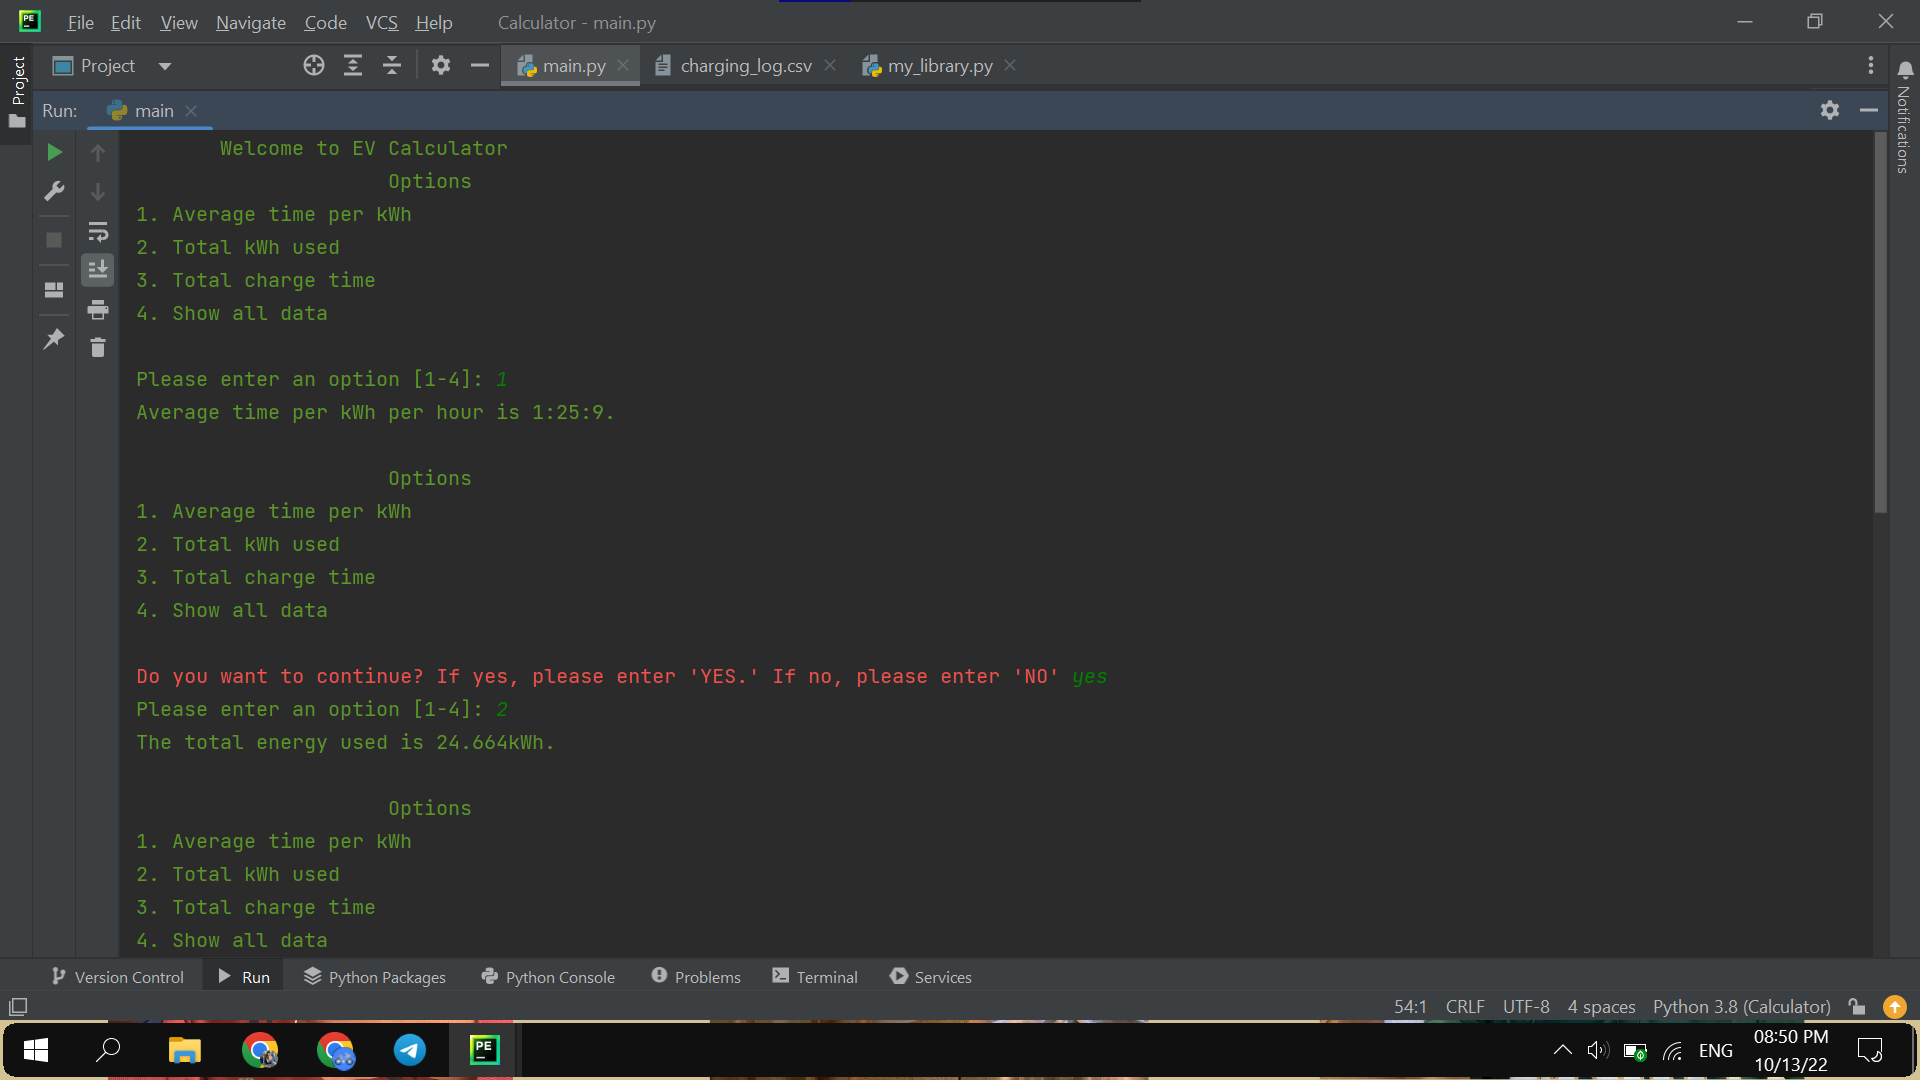 PE File Edit View Navigate Code VCS Help Calculator - main.py
Project Project main.py charging_log.csv my_library.py
Run: main
Notifications
Welcome to EV Calculator
Options
1. Average time per kWh
2. Total kWh used
3. Total charge time
4. Show all data
Please enter an option [1-4]: 1
Average time per kWh per hour is 1:25:9.
Options
1. Average time per kWh
2. Total kWh used
3. Total charge time
4. Show all data
Do you want to continue? If yes, please enter 'YES.' If no, please enter 'NO' yes
Please enter an option [1-4]: 2
The total energy used is 24.664kWh.
Options
1. Average time per kWh
2. Total kWh used
3. Total charge time
4. Show all data
Version Control Run Python Packages Python Console Problems Terminal Services
54:1 CRLF UTF-8 4 spaces Python 3.8 (Calculator)
PE ENG 08:50 PM
10/13/22